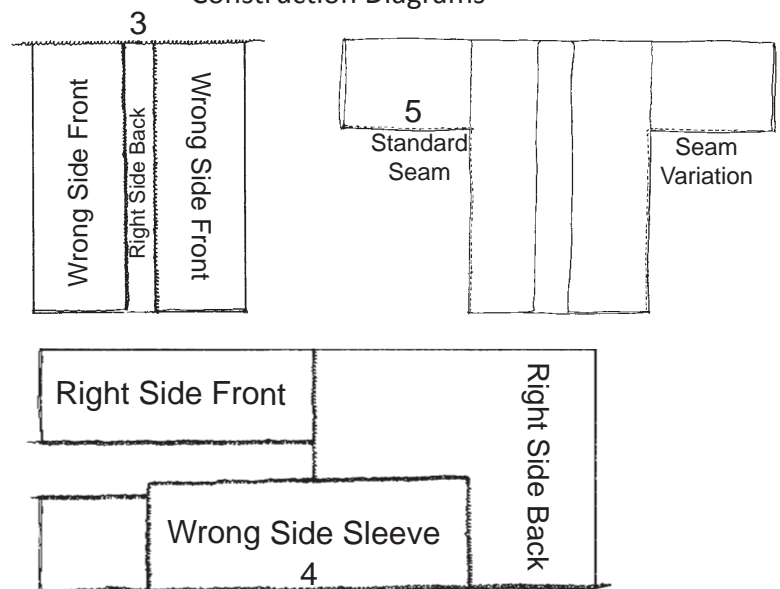 Construction Diagrams
3
Wrong Side Front
Right Side Back
Wrong Side Front
5
Standard
Seam
Seam
Variation
Right Side Front
Right Side Back
Wrong Side Sleeve
4